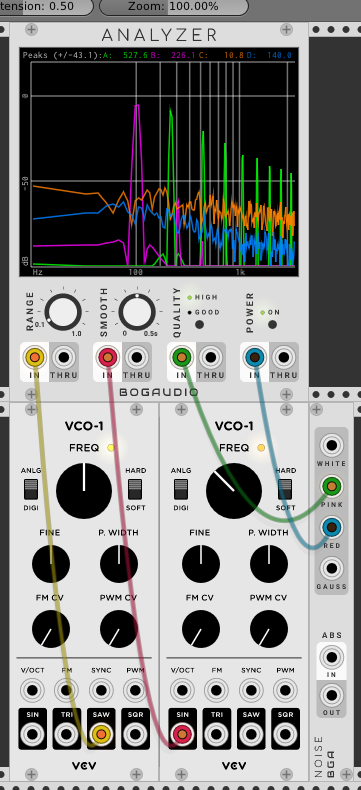 tension: 0.50 Zoom: 100.00%
ANALYZER
Peaks (+/-43.1): A: 527.6 B: 226.1 C: 10.8 D: 140.0
0
-50
dB
Hz 100 1k
RANGE 0.1 1.0
SMOOTH 0 0.5s
QUALITY HIGH GOOD
POWER ON
IN THRU IN THRU IN THRU IN THRU
BOGAUDIO
VCO-1
FREQ
ANLG HARD
DIGI SOFT
FINE P. WIDTH
FM CV PWM CV
V/OCT FM SYNC PWM
SIN TRI SAW SQR
VCV
VCO-1
FREQ
ANLG HARD
DIGI SOFT
FINE P. WIDTH
FM CV PWM CV
V/OCT FM SYNC PWM
SIN TRI SAW SQR
VCV
WHITE
PINK
RED
GAUSS
ABS
IN
OUT
NOISE
BGA